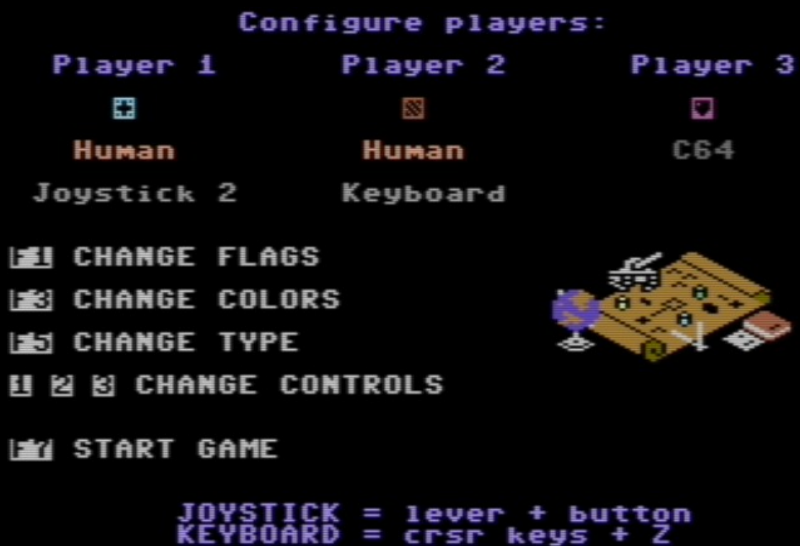 Configure players:
Player 1 Player 2 Player 3
Human Human C64
Joystick 2 Keyboard
F1 CHANGE FLAGS
F3 CHANGE COLORS
F5 CHANGE TYPE
1 2 3 CHANGE CONTROLS
F7 START GAME
JOYSTICK = lever + button
KEYBOARD = crsr keys + Z